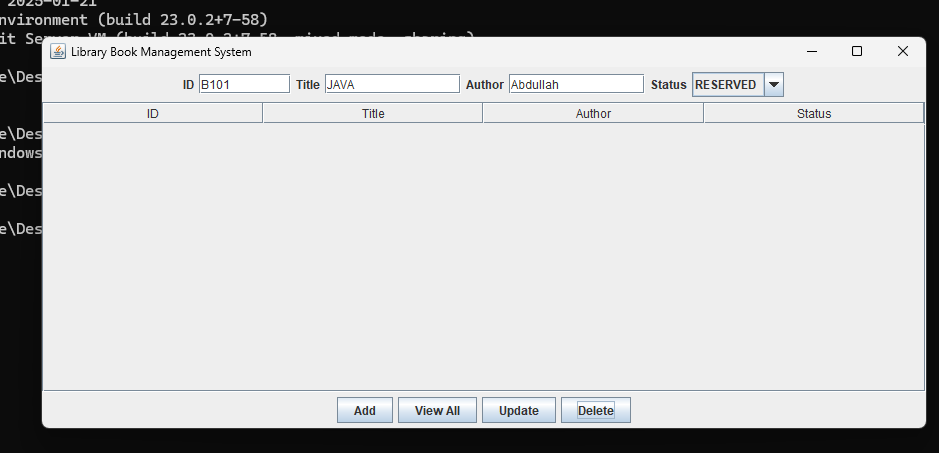 2025-01-21
nvironment (build 23.0.2+7-58)
Library Book Management System
e\Des
ID B101 Title JAVA Author Abdullah Status RESERVED
ID Title Author Status
e\Des
ndows
e\Des
e\Des
Add View All Update Delete